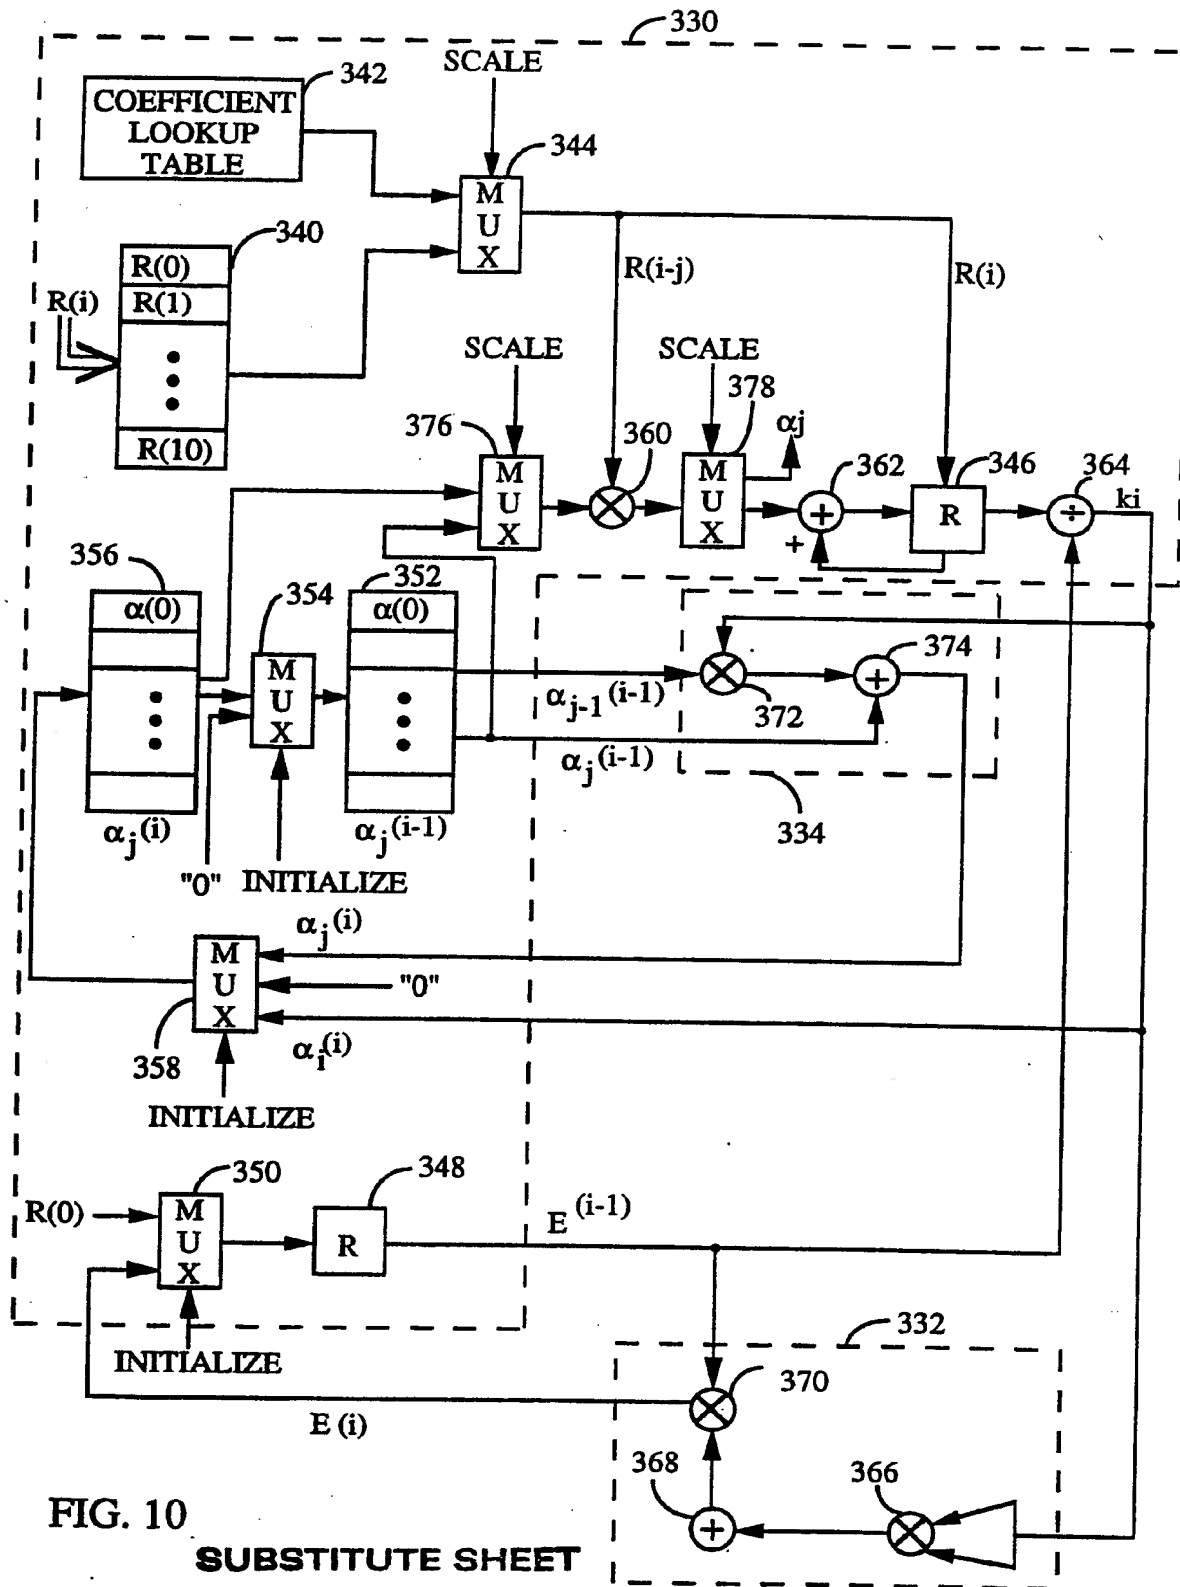 330
SCALE
342
COEFFICIENT
LOOKUP
TABLE
344
M
U
X
340
R(0)
R(1)
R(10)
R(i)
R(i-j)
R(i)
SCALE
SCALE
376
M
U
X
360
378
M
U
X
αj
362
+
+
346
R
364
÷
ki
356
α(0)
αj(i)
354
M
U
X
352
α(0)
αj(i-1)
"0"
INITIALIZE
αj-1(i-1)
αj(i-1)
372
374
+
334
αj(i)
M
U
X
"0"
αi(i)
358
INITIALIZE
350
R(0)
M
U
X
348
R
E(i-1)
INITIALIZE
E(i)
332
370
368
+
366
FIG. 10
SUBSTITUTE SHEET